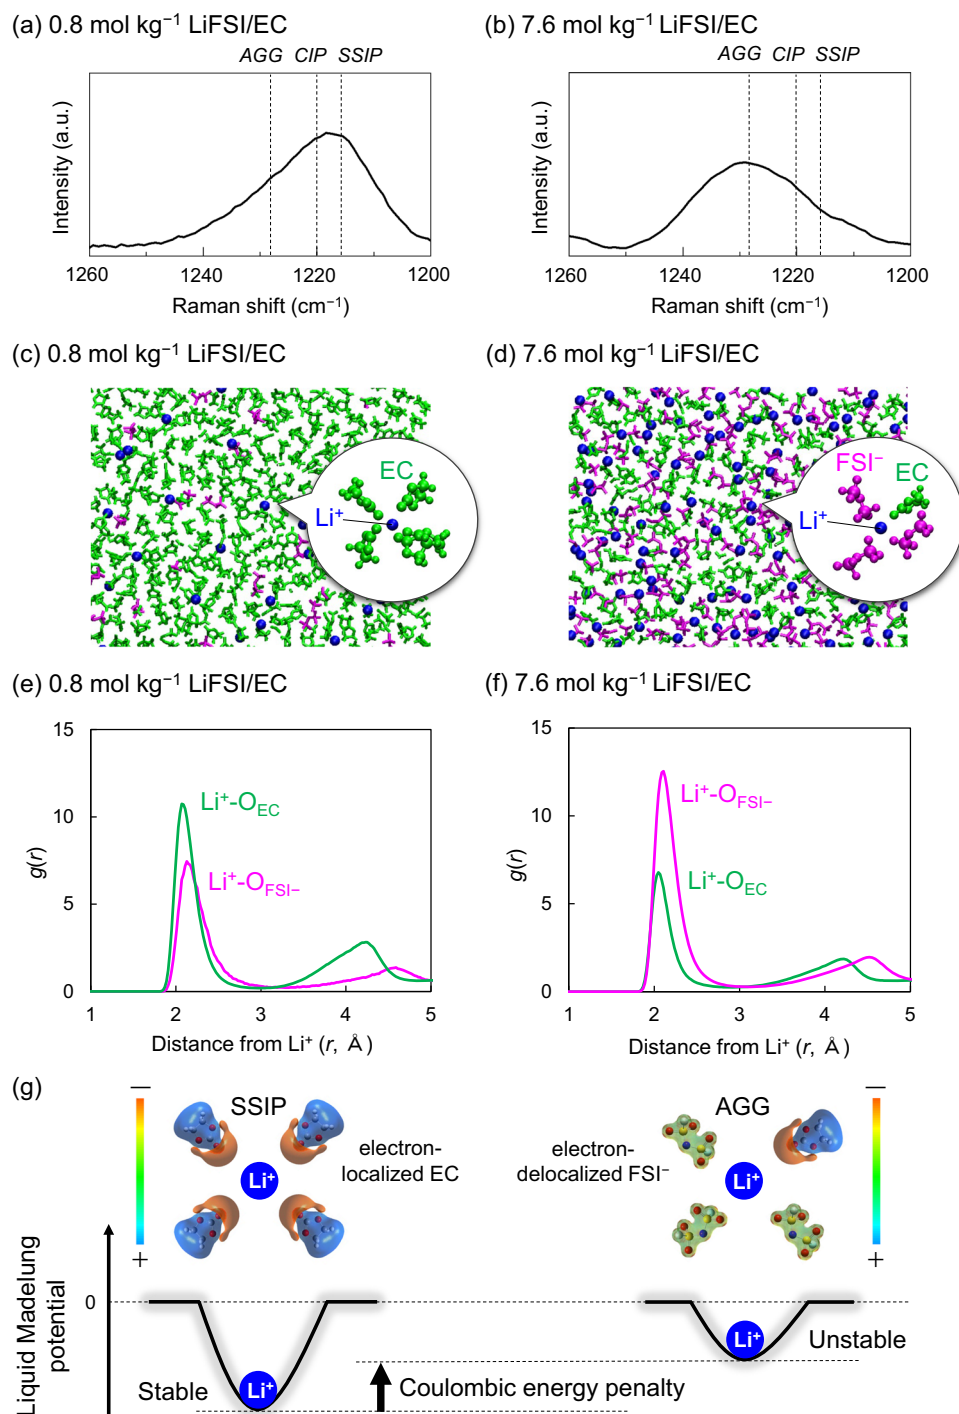 (a) 0.8 mol kg⁻¹ LiFSI/EC
AGG CIP SSIP
Intensity (a.u.)
1260 1240 1220 1200
Raman shift (cm⁻¹)
(b) 7.6 mol kg⁻¹ LiFSI/EC
AGG CIP SSIP
Intensity (a.u.)
1260 1240 1220 1200
Raman shift (cm⁻¹)
(c) 0.8 mol kg⁻¹ LiFSI/EC
EC
Li⁺
(d) 7.6 mol kg⁻¹ LiFSI/EC
FSI⁻
EC
Li⁺
(e) 0.8 mol kg⁻¹ LiFSI/EC
15
10
5
0
g(r)
Li⁺-O_EC
Li⁺-O_FSI−
1 2 3 4 5
Distance from Li⁺ (r, Å)
(f) 7.6 mol kg⁻¹ LiFSI/EC
15
10
5
0
g(r)
Li⁺-O_FSI−
Li⁺-O_EC
1 2 3 4 5
Distance from Li⁺ (r, Å)
(g)
−
SSIP
electron-
localized EC
Li⁺
+
AGG
−
electron-
delocalized FSI⁻
Li⁺
+
Liquid Madelung
potential
0
Li⁺
Stable
Li⁺
Unstable
Coulombic energy penalty